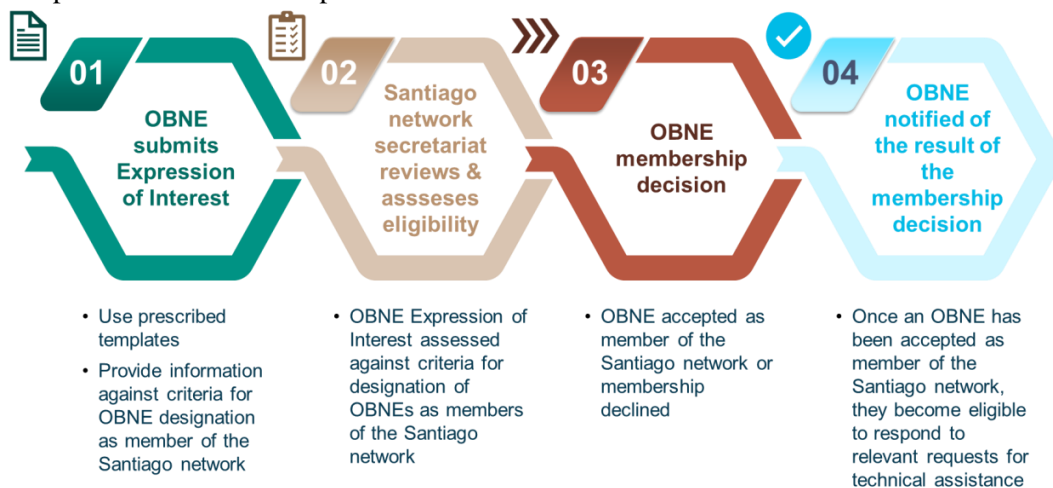 01
OBNE
submits
Expression
of Interest
• Use prescribed
templates
• Provide information
against criteria for
OBNE designation
as member of the
Santiago network
02
Santiago
network
secretariat
reviews &
assseses
eligibility
• OBNE Expression of
Interest assessed
against criteria for
designation of
OBNEs as members
of the Santiago
network
03
OBNE
membership
decision
• OBNE accepted as
member of the
Santiago network or
membership
declined
04
OBNE
notified of
the result of
the
membership
decision
• Once an OBNE has
been accepted as
member of the
Santiago network,
they become eligible
to respond to
relevant requests for
technical assistance